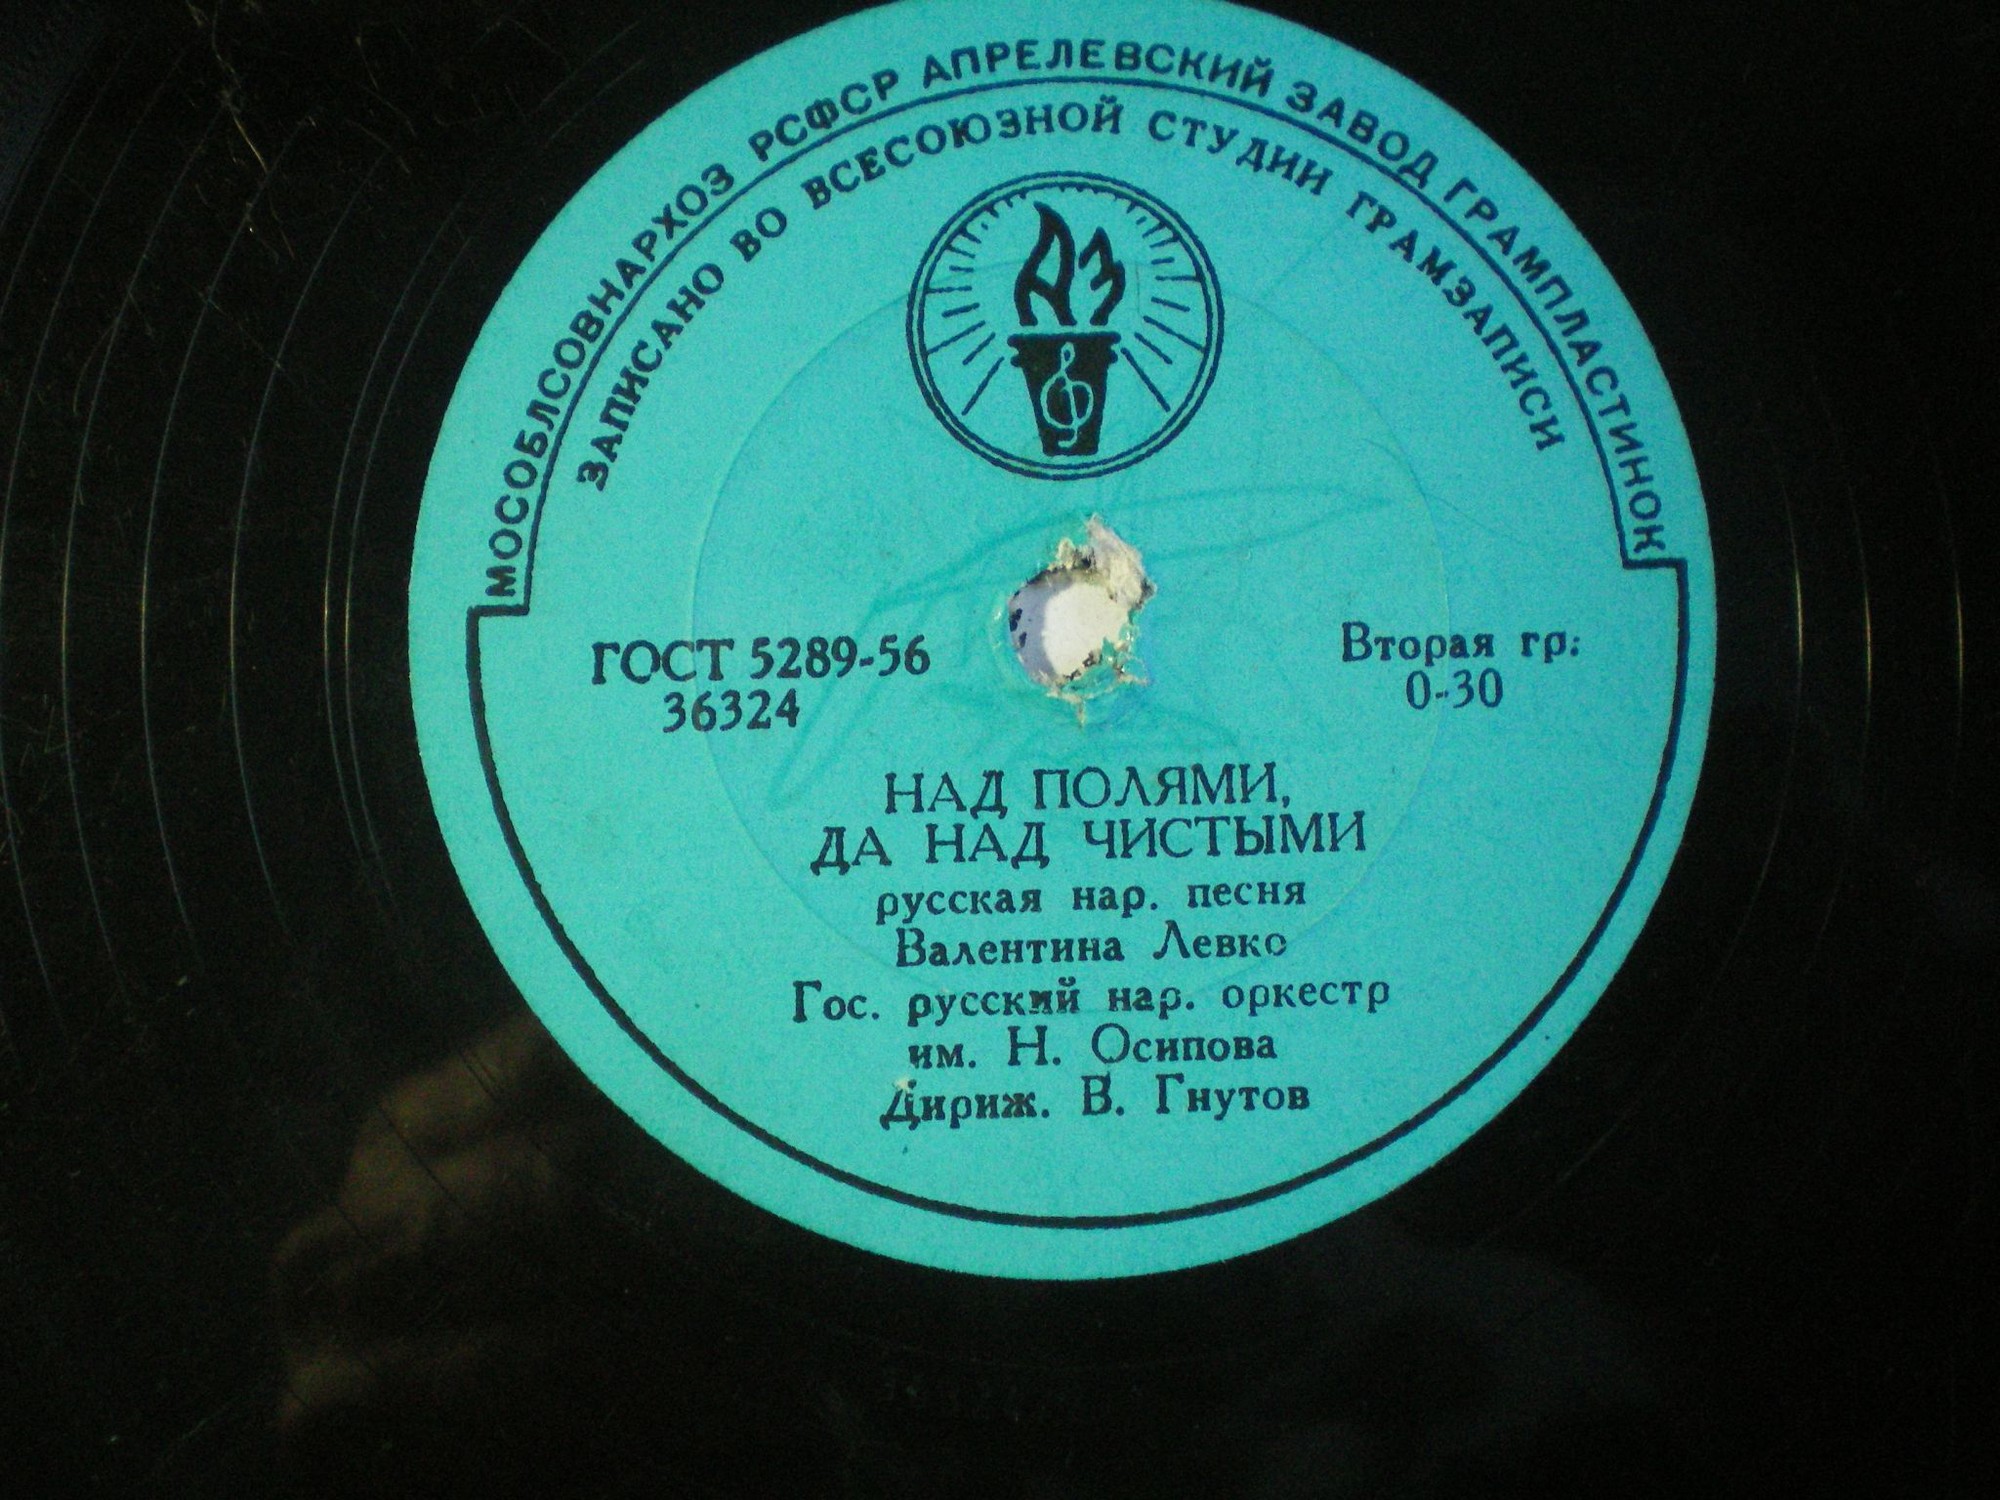 МОСОБЛСОВНАРХОЗ РСФСР АПРЕЛЕВСКИЙ ЗАВОД ГРАМПЛАСТИНОК
ЗАПИСАНО ВО ВСЕСОЮЗНОЙ СТУДИИ ГРАМЗАПИСИ
АЗ
ГОСТ 5289-56
36324
Вторая гр:
0-30
НАД ПОЛЯМИ,
ДА НАД ЧИСТЫМИ
русская нар. песня
Валентина Левко
Гос. русский нар. оркестр
им. Н. Осипова
Дириж. В. Гнутов